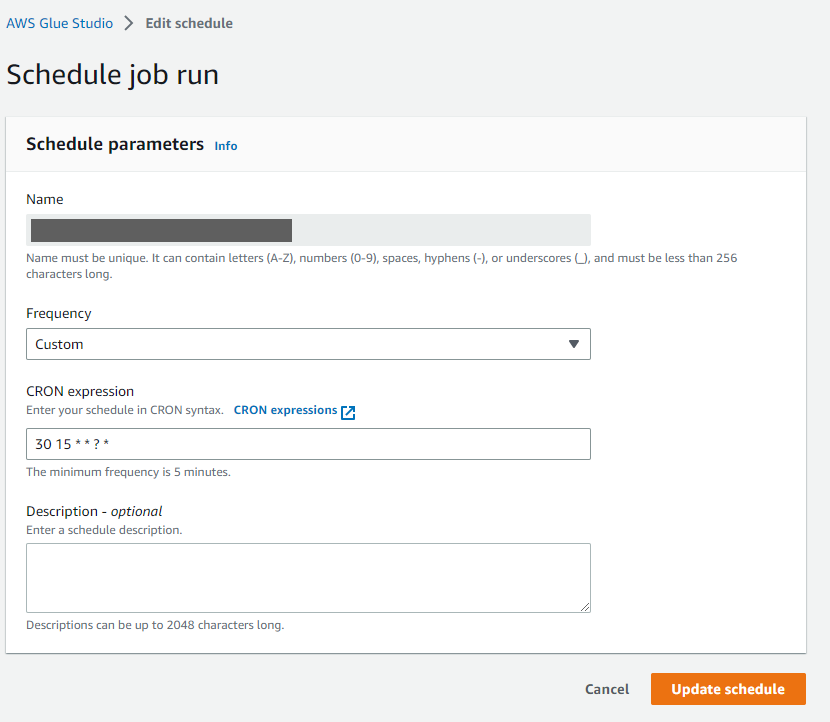 AWS Glue Studio > Edit schedule
Schedule job run
Schedule parameters Info
Name
Name must be unique. It can contain letters (A-Z), numbers (0-9), spaces, hyphens (-), or underscores (_), and must be less than 256
characters long.
Frequency
Custom
CRON expression
Enter your schedule in CRON syntax. CRON expressions
30 15 * * ? *
The minimum frequency is 5 minutes.
Description - optional
Enter a schedule description.
Descriptions can be up to 2048 characters long.
Cancel Update schedule